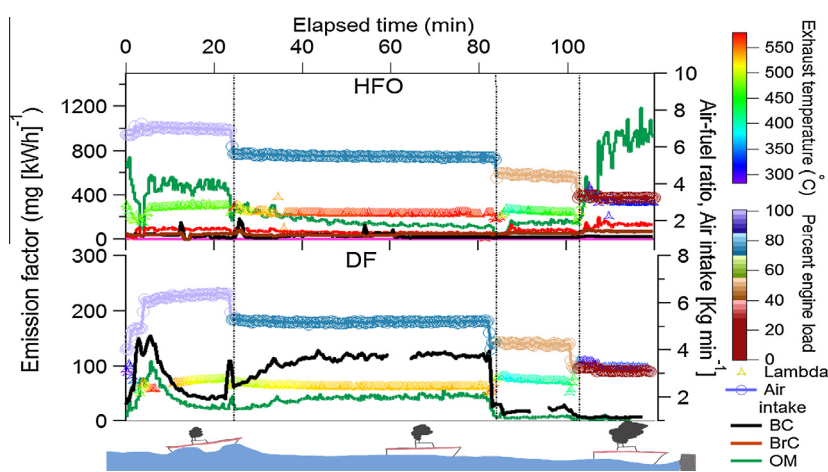 Elapsed time (min)
0 20 40 60 80 100
HFO
1200
800
400
0
10
8
6
4
2
DF
300
200
100
0
8
6
4
2
Emission factor (mg [kWh]⁻¹)
Air-fuel ratio, Air intake [Kg min⁻¹]
550
500
450
400
350
300
Exhaust temperature (°C)
100
80
60
40
20
0
Percent engine load
Lambda
Air
intake
BC
BrC
OM